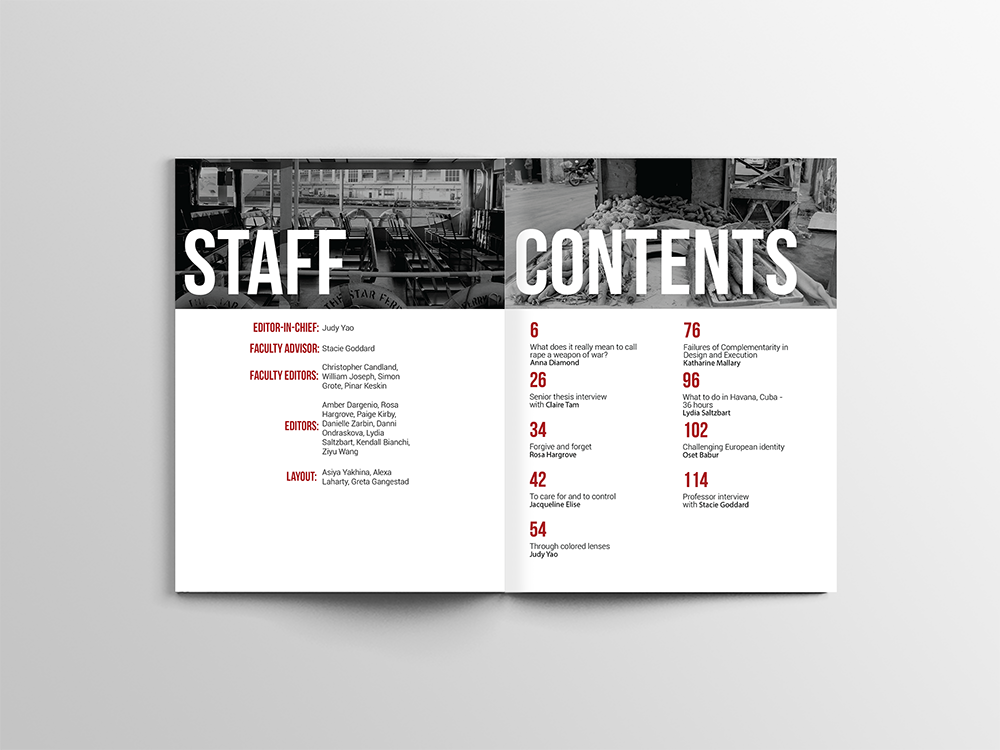 STAFF
THE STAR FERR
EDITOR-IN-CHIEF: Judy Yao
FACULTY ADVISOR: Stacie Goddard
FACULTY EDITORS: Christopher Candland,
William Joseph, Simon
Grote, Pinar Keskin
EDITORS: Amber Dargenio, Rosa
Hargrove, Paige Kirby,
Danielle Zarbin, Danni
Ondraskova, Lydia
Saltzbart, Kendall Bianchi,
Ziyu Wang
LAYOUT: Asiya Yakhina, Alexa
Laharty, Greta Gangestad
CONTENTS
6
What does it really mean to call
rape a weapon of war?
Anna Diamond
26
Senior thesis interview
with Claire Tam
34
Forgive and forget
Rosa Hargrove
42
To care for and to control
Jacqueline Elise
54
Through colored lenses
Judy Yao
76
Failures of Complementarity in
Design and Execution
Katharine Mallary
96
What to do in Havana, Cuba -
36 hours
Lydia Saltzbart
102
Challenging European identity
Oset Babur
114
Professor interview
with Stacie Goddard